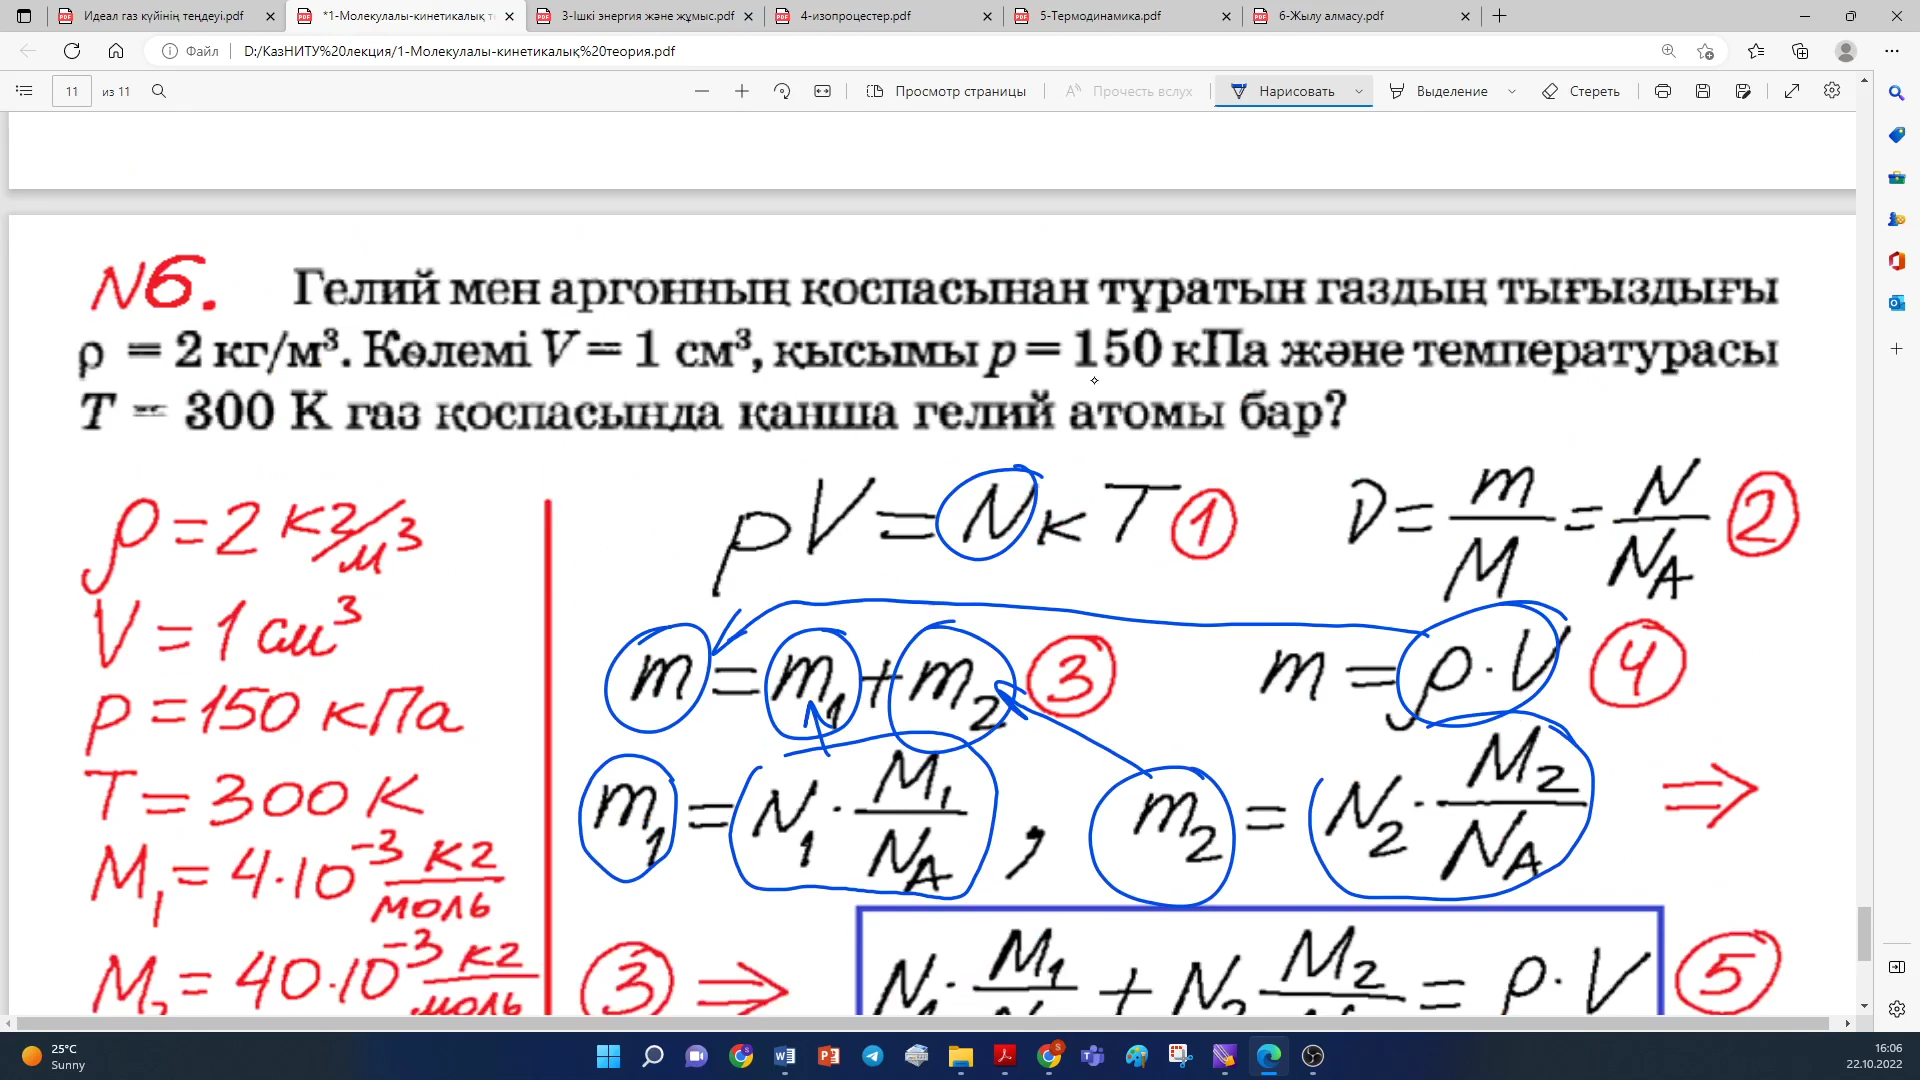 Идеал газ күйінің теңдеуі.pdf
*1-Молекулалы-кинетикалық т
3-Ішкі энергия және жұмыс.pdf
4-изопроцестер.pdf
5-Термодинамика.pdf
6-Жылу алмасу.pdf
Файл D:/КазНИТУ%20лекция/1-Молекулалы-кинетикалық%20теория.pdf
11 из 11
Просмотр страницы
Прочесть вслух
Нарисовать
Выделение
Стереть
N6. Гелий мен аргонның қоспасынан тұратын газдың тығыздығы
ρ = 2 кг/м³. Көлемі V = 1 см³, қысымы p = 150 кПа және температурасы
T = 300 К газ қоспасында қанша гелий атомы бар?
ρ = 2 кг/м³
V = 1 см³
p = 150 кПа
T = 300 К
M₁ = 4·10⁻³ кг/моль
M₂ = 40·10⁻³ кг/моль
pV = NкT ①
ν = m/M = N/N_A ②
m = m₁ + m₂ ③
m = ρ·V ④
m₁ = N₁ · M₁/N_A , m₂ = N₂ · M₂/N_A ⇒
③ ⇒ N₁· M₁/N + N₂ M₂/N = ρ·V ⑤
25°C
Sunny
16:06
22.10.2022